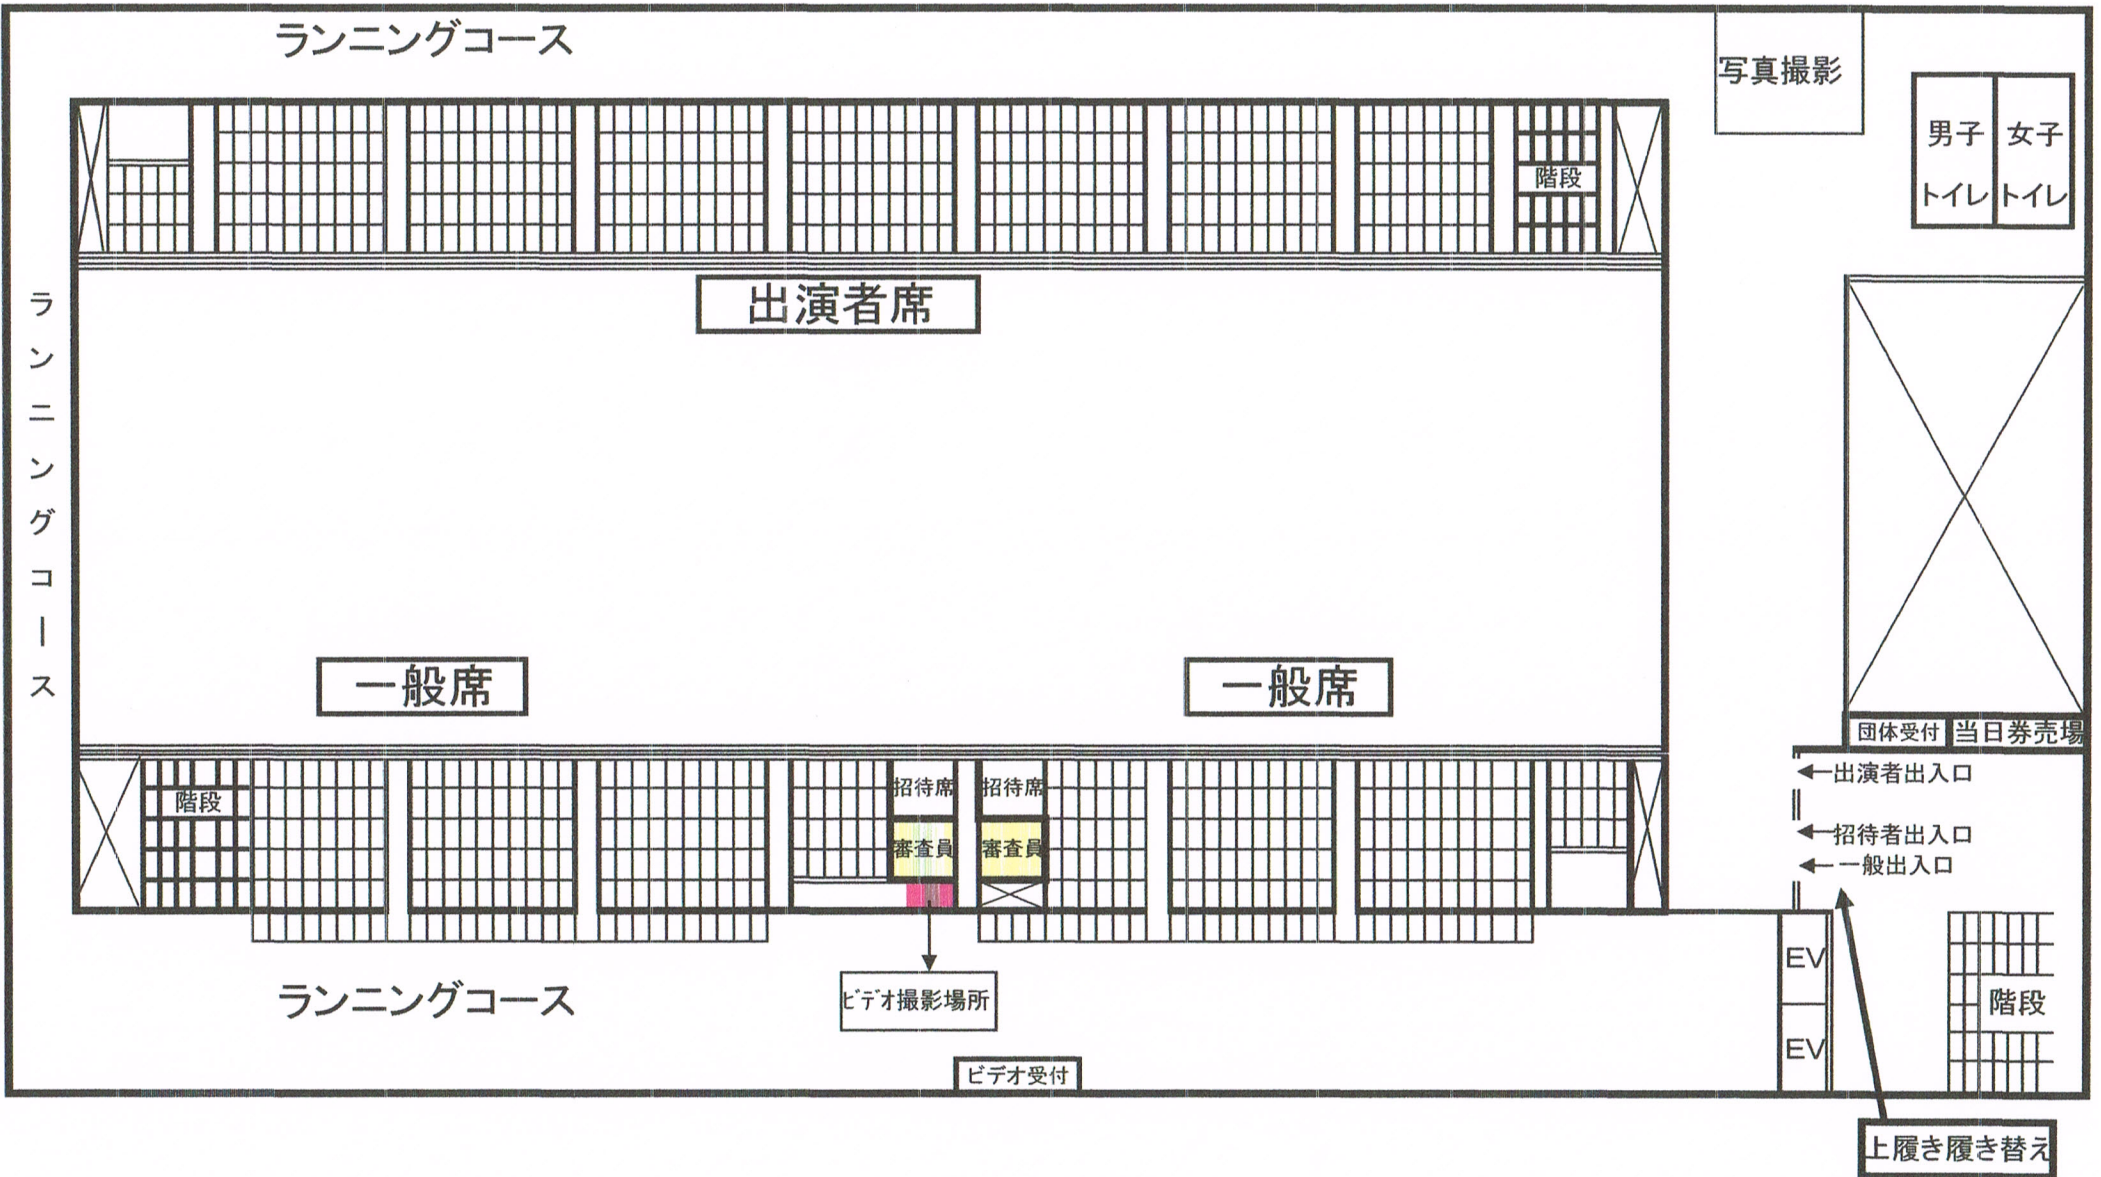 ランニングコース
写真撮影
男子
トイレ
女子
トイレ
階段
出演者席
ランニングコース
一般席
一般席
団体受付
当日券売場
出演者出入口
招待者出入口
一般出入口
階段
招待席
招待席
審査員
審査員
ランニングコース
ビデオ撮影場所
ビデオ受付
EV
EV
階段
上履き履き替え